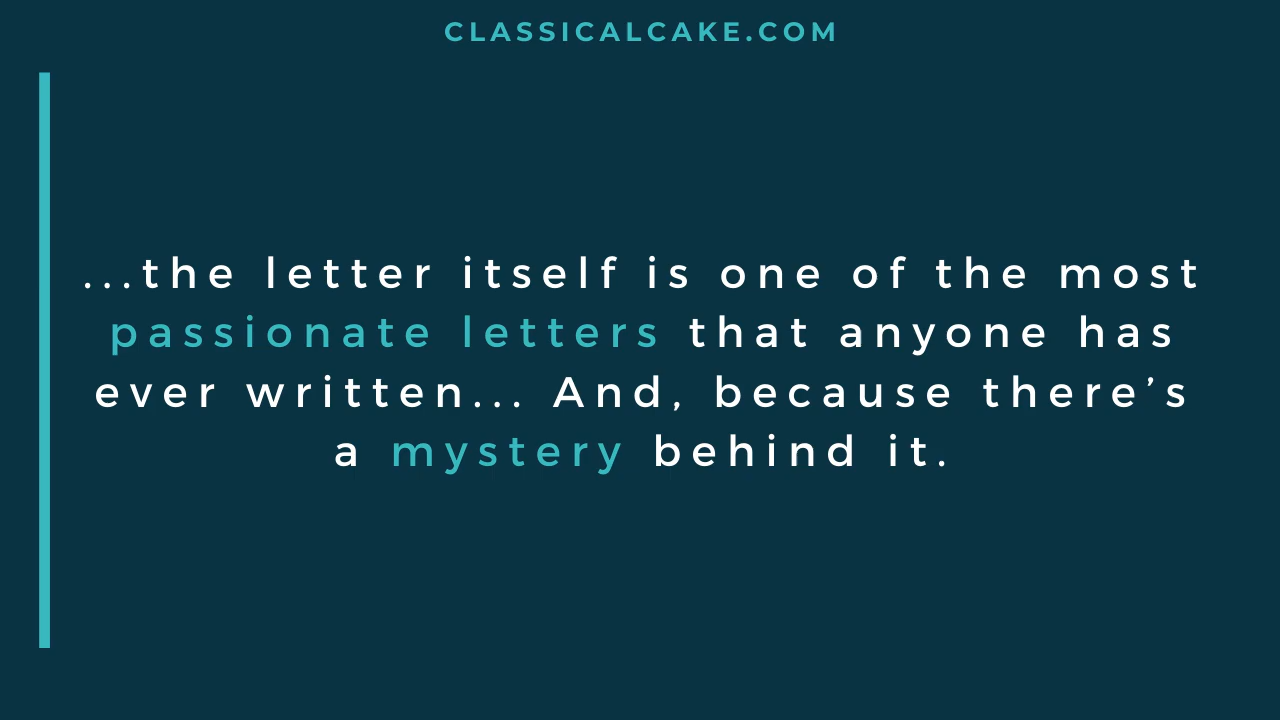 CLASSICALCAKE.COM
...the letter itself is one of the most
passionate letters that anyone has
ever written... And, because there’s
a mystery behind it.